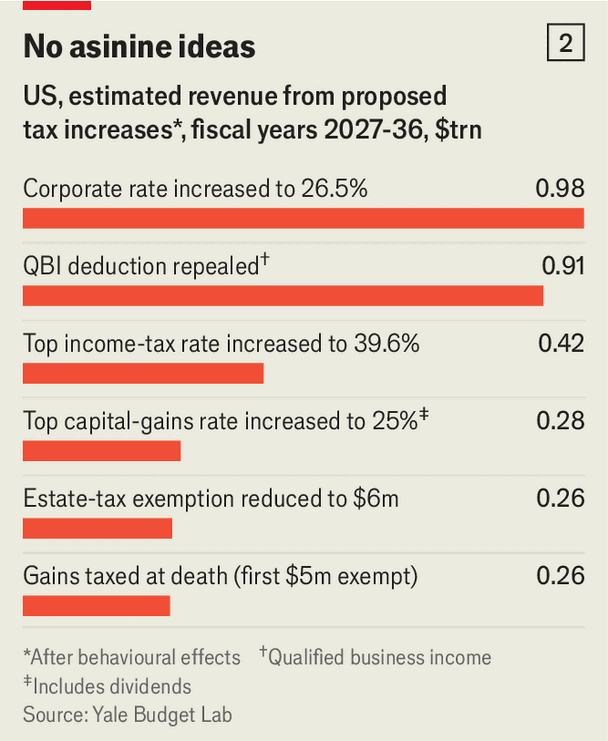 No asinine ideas
2
US, estimated revenue from proposed
tax increases*, fiscal years 2027-36, $trn
Corporate rate increased to 26.5% 0.98
QBI deduction repealed† 0.91
Top income-tax rate increased to 39.6% 0.42
Top capital-gains rate increased to 25%‡ 0.28
Estate-tax exemption reduced to $6m 0.26
Gains taxed at death (first $5m exempt) 0.26
*After behavioural effects †Qualified business income
‡Includes dividends
Source: Yale Budget Lab